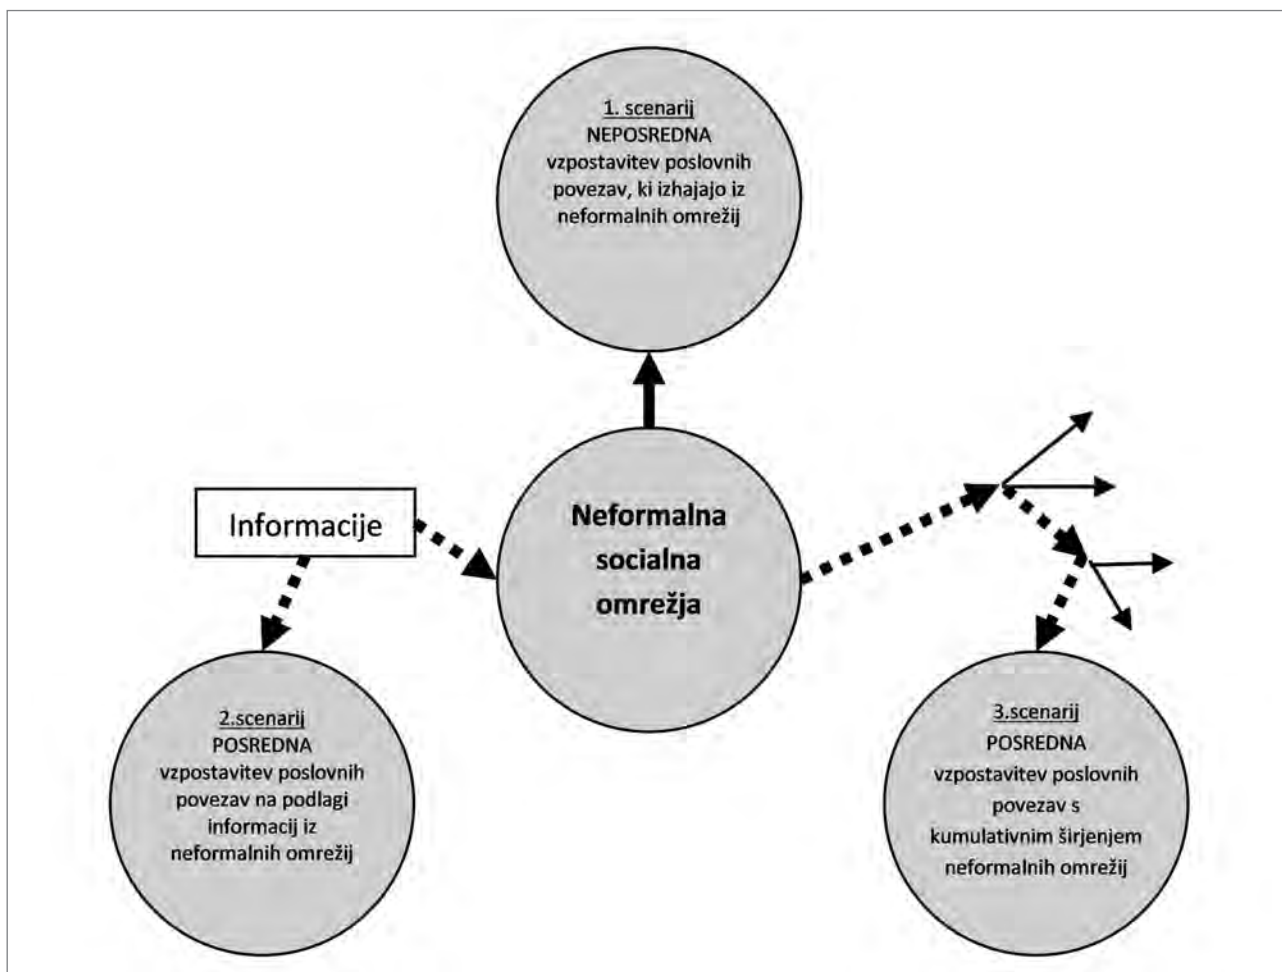 1. scenarij
NEPOSREDNA
vzpostavitev poslovnih
povezav, ki izhajajo iz
neformalnih omrežij
Informacije
Neformalna
socialna
omrežja
2.scenarij
POSREDNA
vzpostavitev poslovnih
povezav na podlagi
informacij iz
neformalnih omrežij
3.scenarij
POSREDNA
vzpostavitev poslovnih
povezav s
kumulativnim širjenjem
neformalnih omrežij